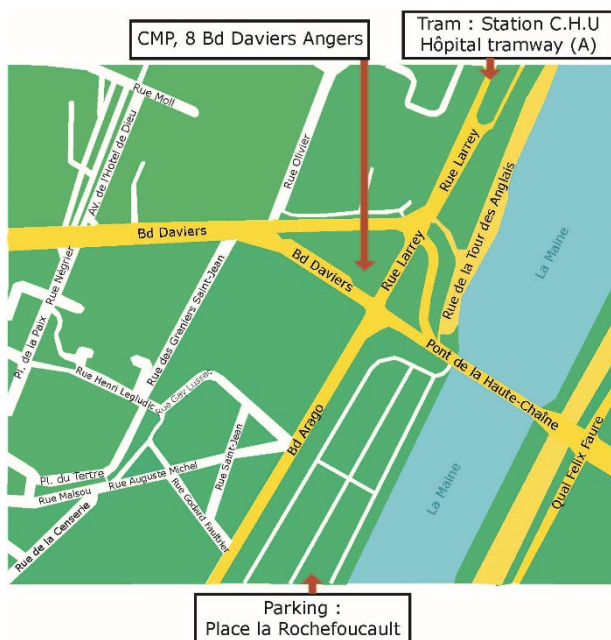 CMP, 8 Bd Daviers Angers
Tram : Station C.H.U
Hôpital tramway (A)
Rue Moll
Av. de l'Hotel de Dieu
Rue Olivier
Rue Larrey
Rue de la Tour des Anglais
La Maine
Bd Daviers
Bd Daviers
Rue Larrey
Rue Négrier
Pl. de la Paix
Rue des Greniers Saint-Jean
Pont de la Haute-Chaîne
Rue Henri Legludic
Rue Gay Lussac
Bd Arago
Quai Felix Faure
Rue Saint-Jean
Pl. du Tertre
Rue Auguste Michel
Rue Malsou
Rue Godard Faultrier
Rue de la Censerie
La Maine
Parking :
Place la Rochefoucault